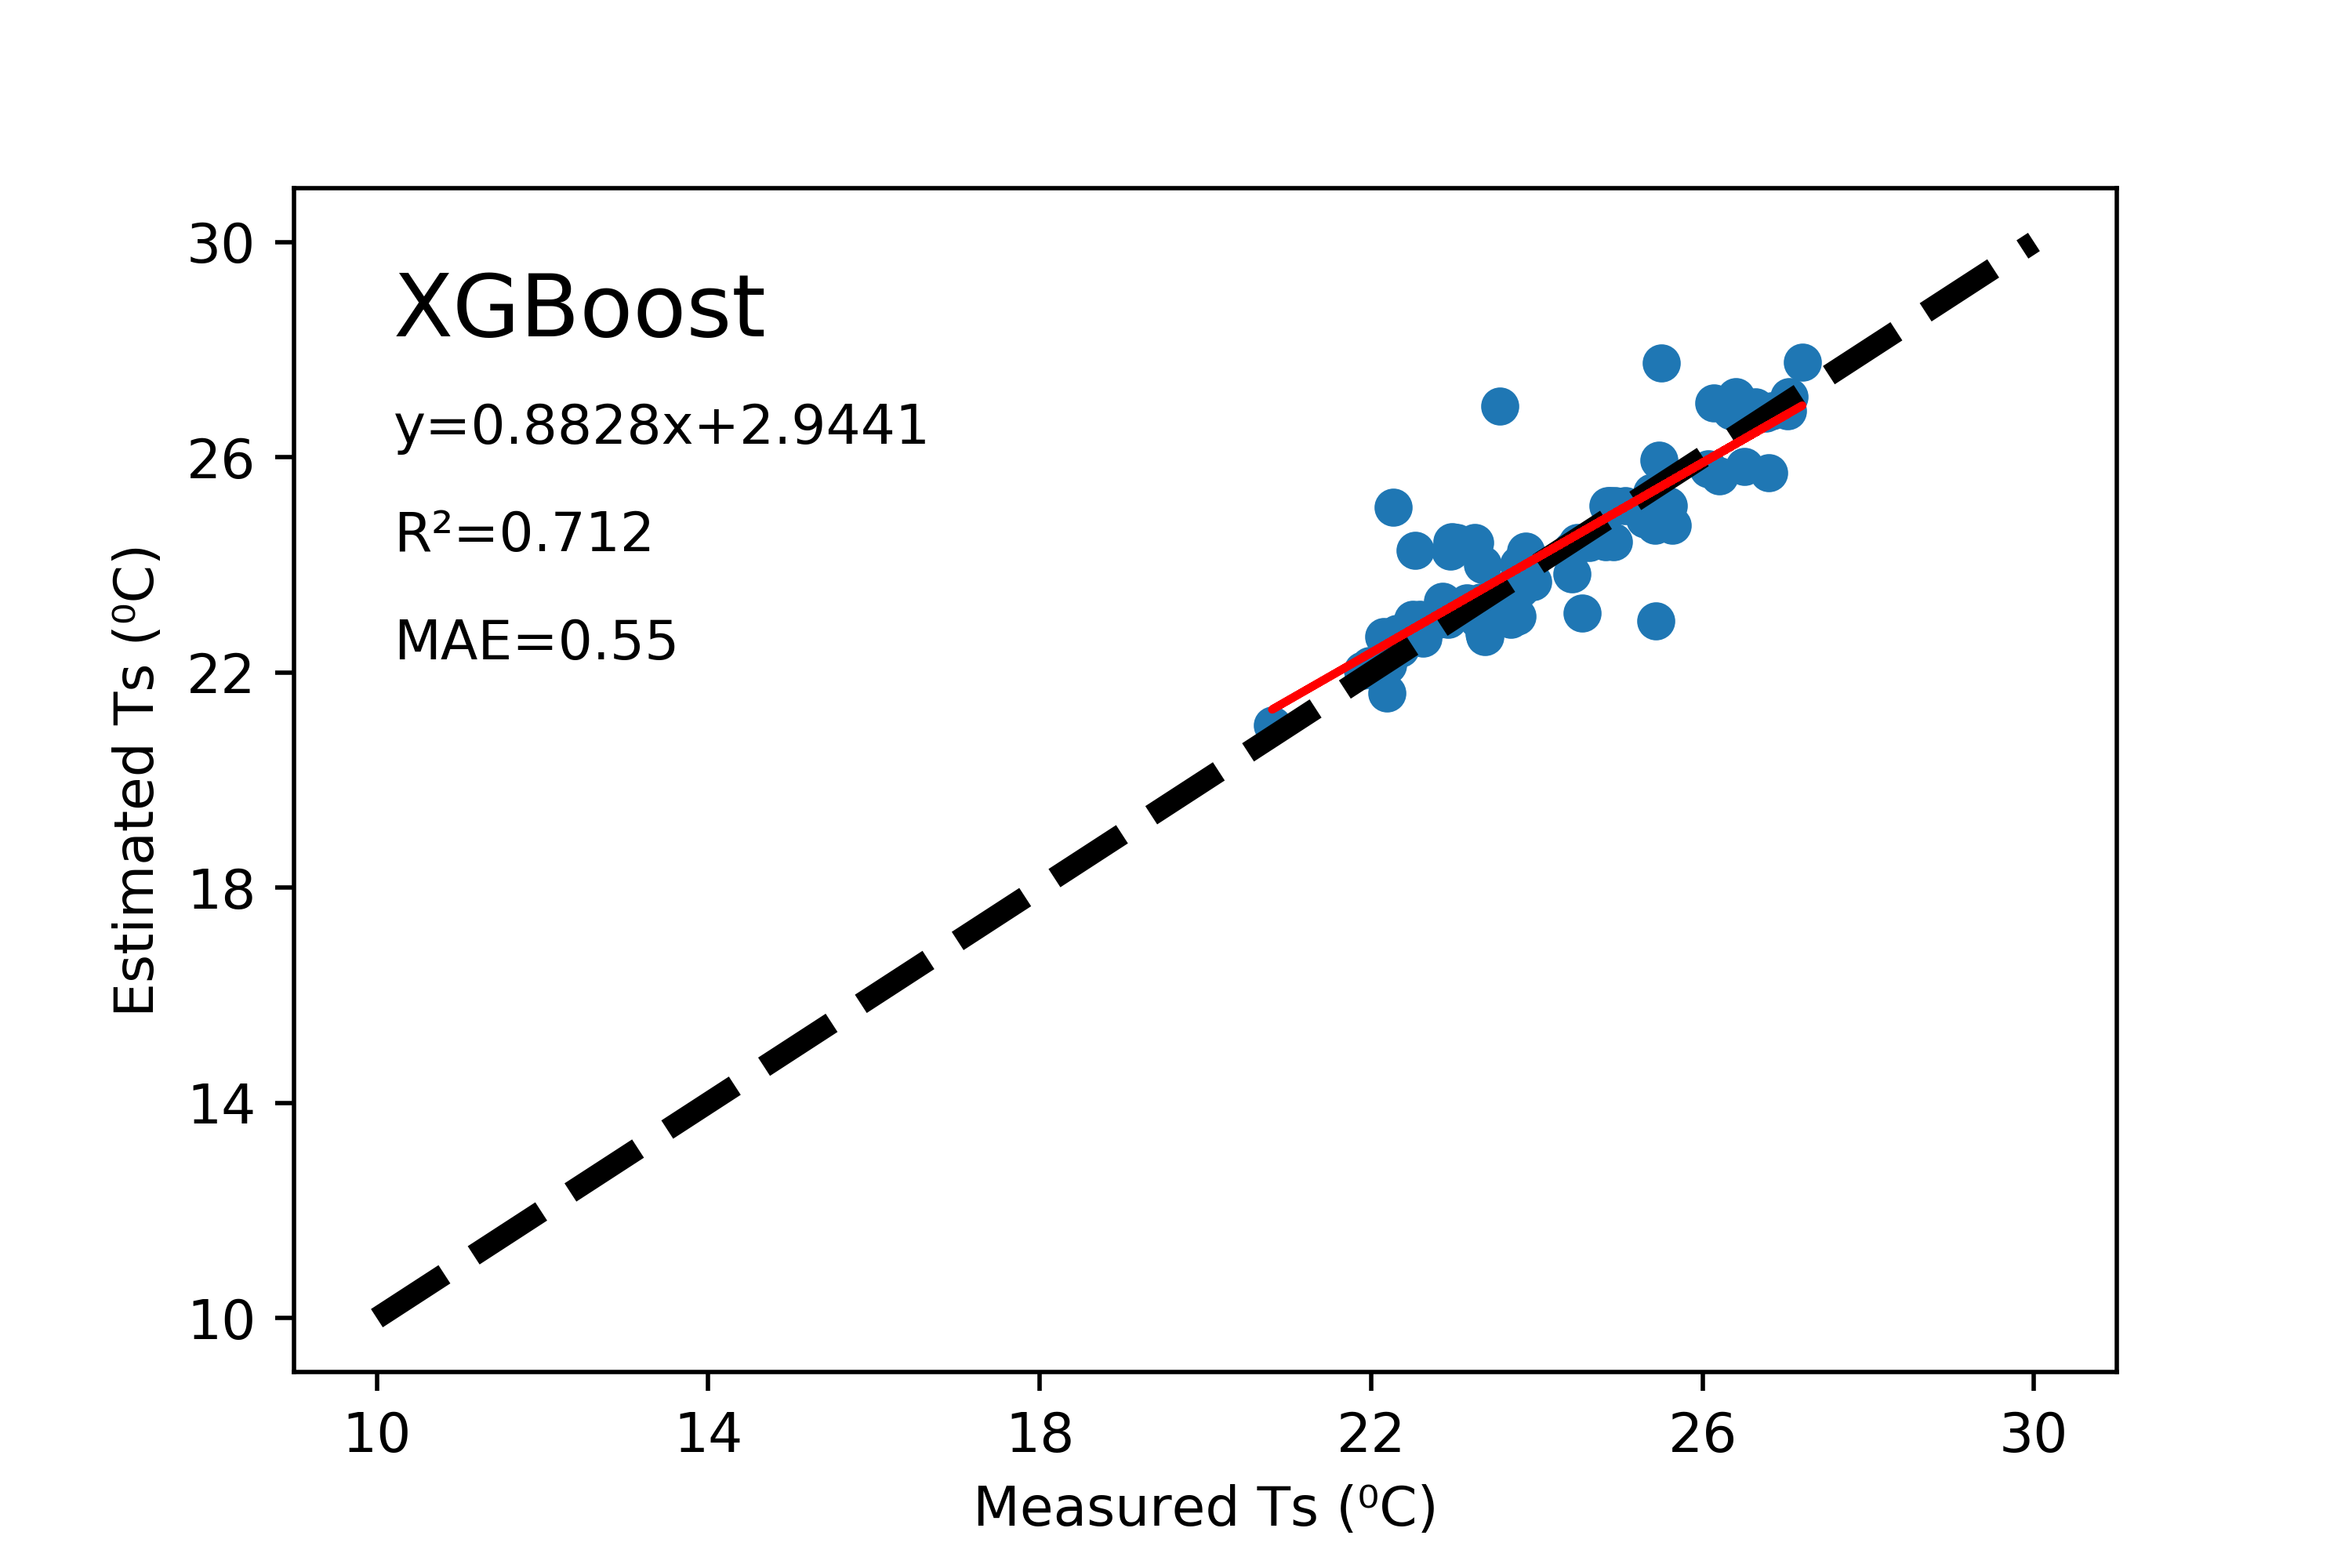 XGBoost
y=0.8828x+2.9441
R²=0.712
MAE=0.55
Estimated Ts (⁰C)
30
26
22
18
14
10
10 14 18 22 26 30
Measured Ts (⁰C)